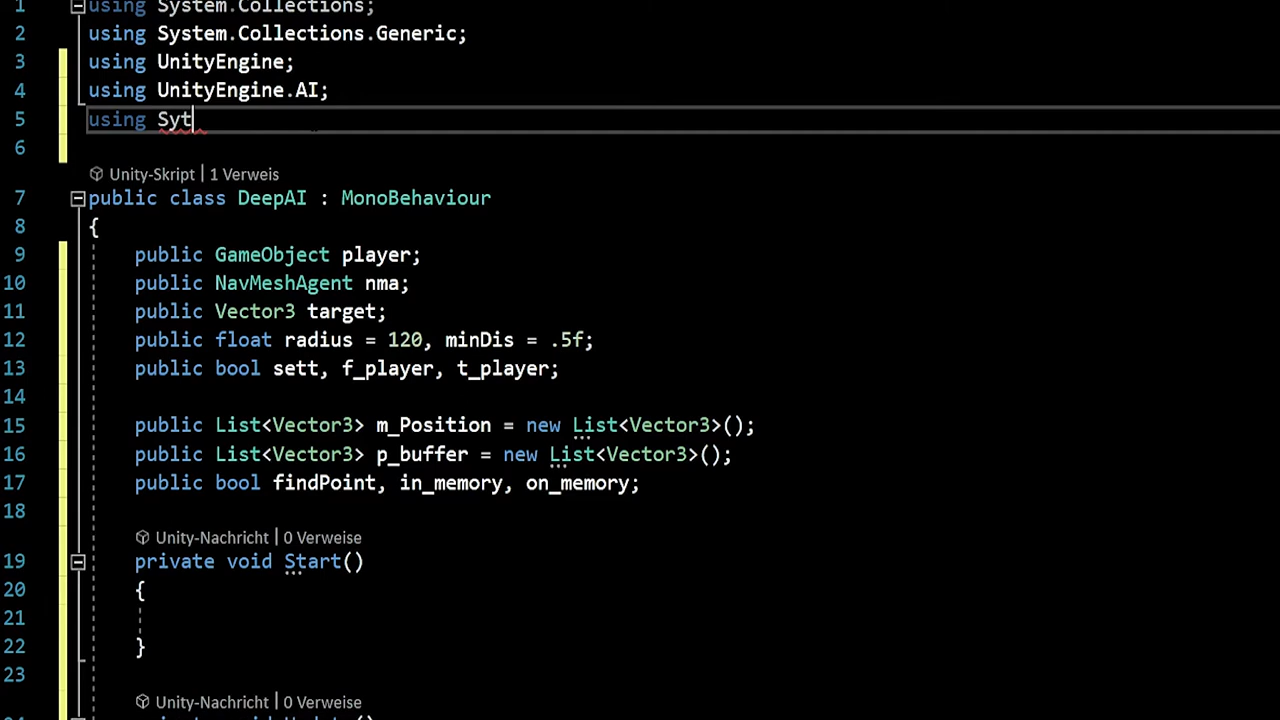 1 using System.Collections;
2 using System.Collections.Generic;
3 using UnityEngine;
4 using UnityEngine.AI;
5 using Syt
6
Unity-Skript | 1 Verweis
7 public class DeepAI : MonoBehaviour
8 {
9 public GameObject player;
10 public NavMeshAgent nma;
11 public Vector3 target;
12 public float radius = 120, minDis = .5f;
13 public bool sett, f_player, t_player;
14
15 public List<Vector3> m_Position = new List<Vector3>();
16 public List<Vector3> p_buffer = new List<Vector3>();
17 public bool findPoint, in_memory, on_memory;
18
Unity-Nachricht | 0 Verweise
19 private void Start()
20 {
21
22 }
23
Unity-Nachricht | 0 Verweise